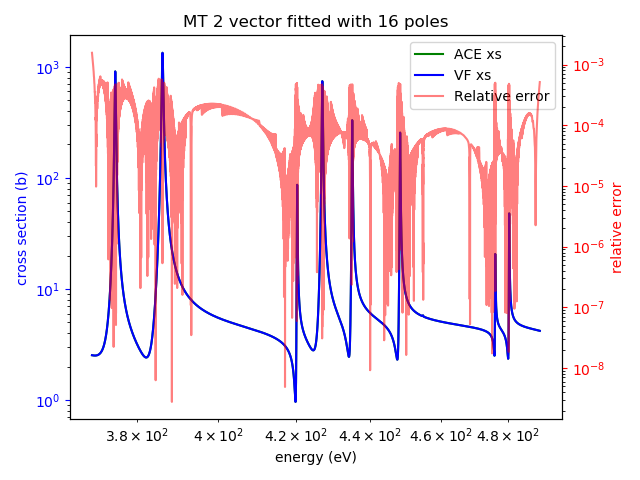 MT 2 vector fitted with 16 poles
ACE xs
VF xs
Relative error
10³
10²
10¹
10⁰
cross section (b)
10⁻³
10⁻⁴
10⁻⁵
10⁻⁶
10⁻⁷
10⁻⁸
relative error
3.8 × 10² 4 × 10² 4.2 × 10² 4.4 × 10² 4.6 × 10² 4.8 × 10²
energy (eV)